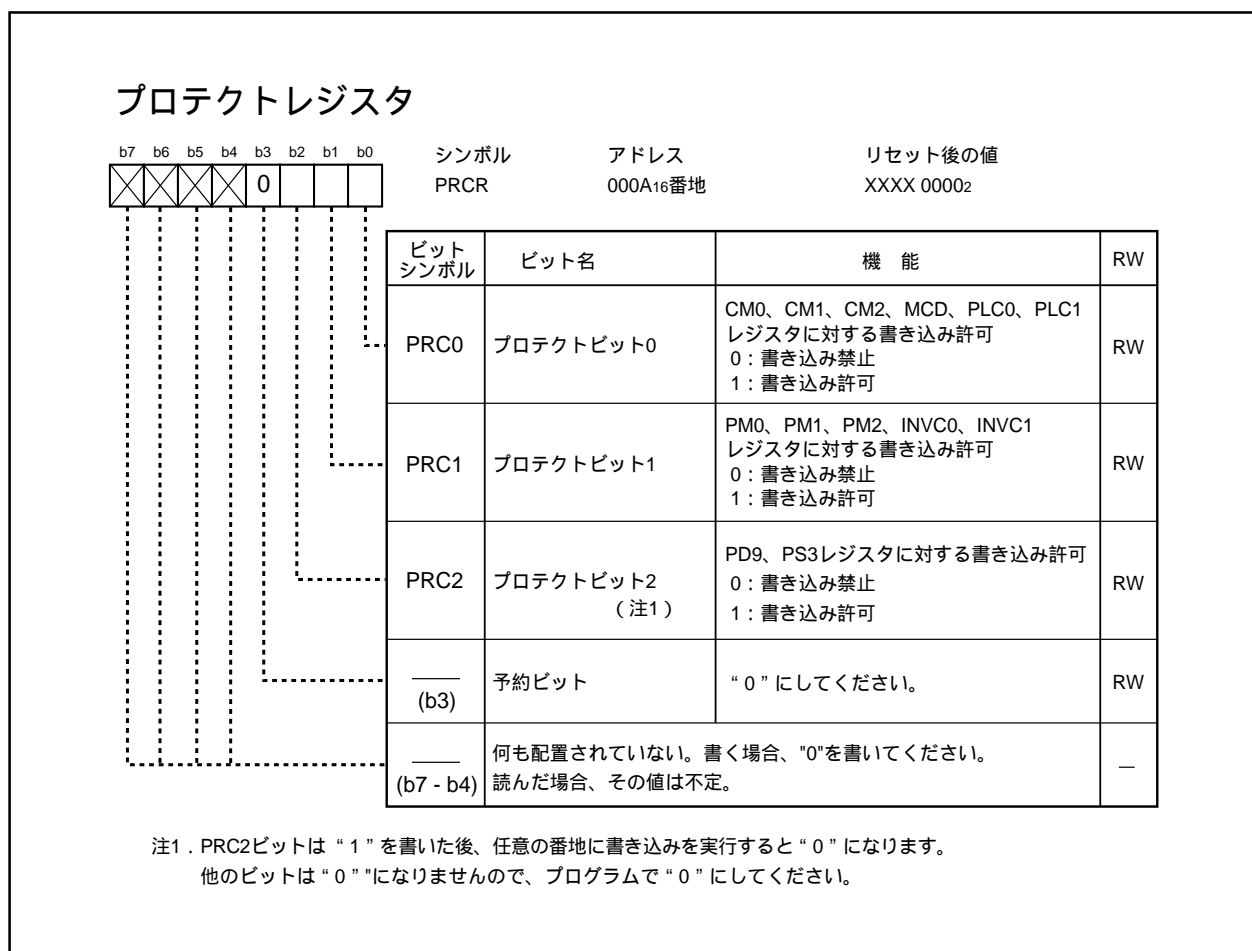 プロテクトレジスタ
b7 b6 b5 b4 b3 b2 b1 b0
0
シンボル アドレス リセット後の値
PRCR 000A16番地 XXXX 00002
ビット
シンボル ビット名 機 能 RW
PRC0 プロテクトビット0 CM0、CM1、CM2、MCD、PLC0、PLC1
レジスタに対する書き込み許可
0:書き込み禁止
1:書き込み許可 RW
PRC1 プロテクトビット1 PM0、PM1、PM2、INVC0、INVC1
レジスタに対する書き込み許可
0:書き込み禁止
1:書き込み許可 RW
PRC2 プロテクトビット2
(注1)
PD9、PS3レジスタに対する書き込み許可
0:書き込み禁止
1:書き込み許可 RW
(b3) 予約ビット “0”にしてください。 RW
(b7 - b4) 何も配置されていない。書く場合、"0"を書いてください。
読んだ場合、その値は不定。 —
注1.PRC2ビットは“1”を書いた後、任意の番地に書き込みを実行すると“0”になります。
他のビットは“0”"になりませんので、プログラムで“0”にしてください。